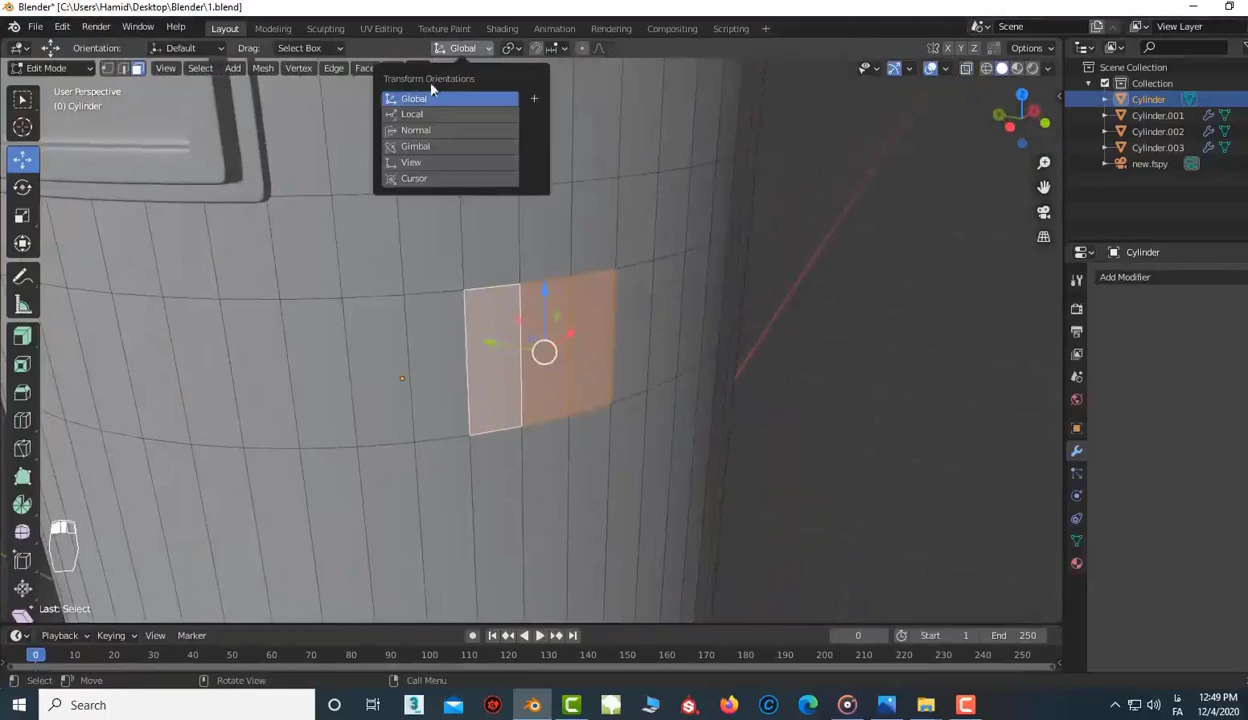 Blender* [C:\Users\Hamid\Desktop\Blender\1.blend]
File Edit Render Window Help Layout Modeling Sculpting UV Editing Texture Paint Shading Animation Rendering Compositing Scripting + Scene View Layer
Orientation: Default Drag: Select Box Global X Y Z Options
Edit Mode View Select Add Mesh Vertex Edge Face
User Perspective
(0) Cylinder
Transform Orientations
Global
Local
Normal
Gimbal
View
Cursor
Z
Scene Collection
Collection
Cylinder
Cylinder.001
Cylinder.002
Cylinder.003
new.fspy
Cylinder
Add Modifier
Last: Select
Playback Keying View Marker 0 Start 1 End 250
0 10 20 30 40 50 60 70 80 90 100 110 120 130 140 150 160 170 180 190 200 210 220 230 240 250
Select Move Rotate View Call Menu
Search
3
فا
FA
12:49 PM
12/4/2020